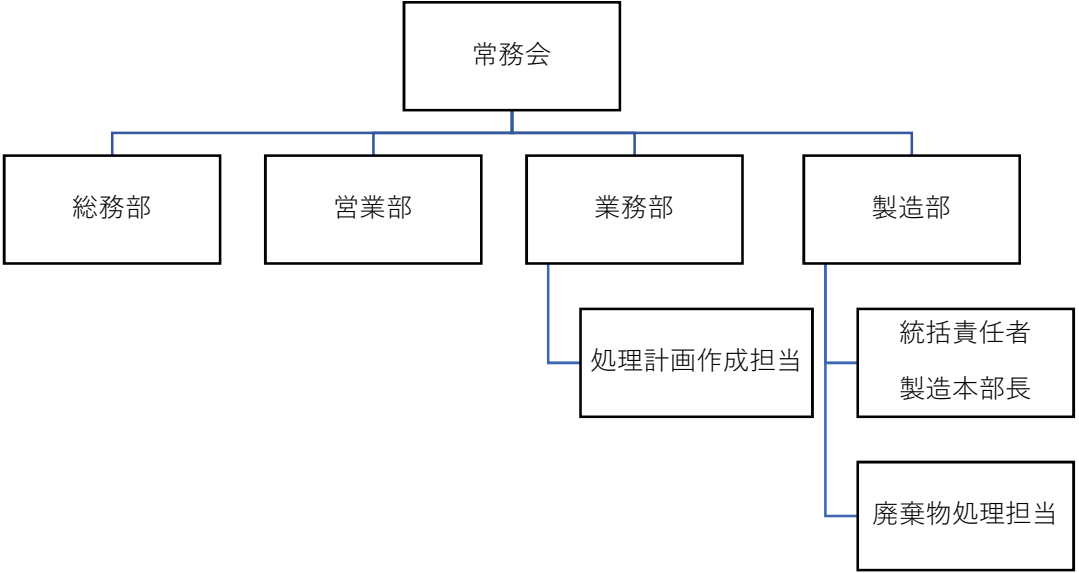 常務会
総務部
営業部
業務部
製造部
処理計画作成担当
統括責任者
製造本部長
廃棄物処理担当